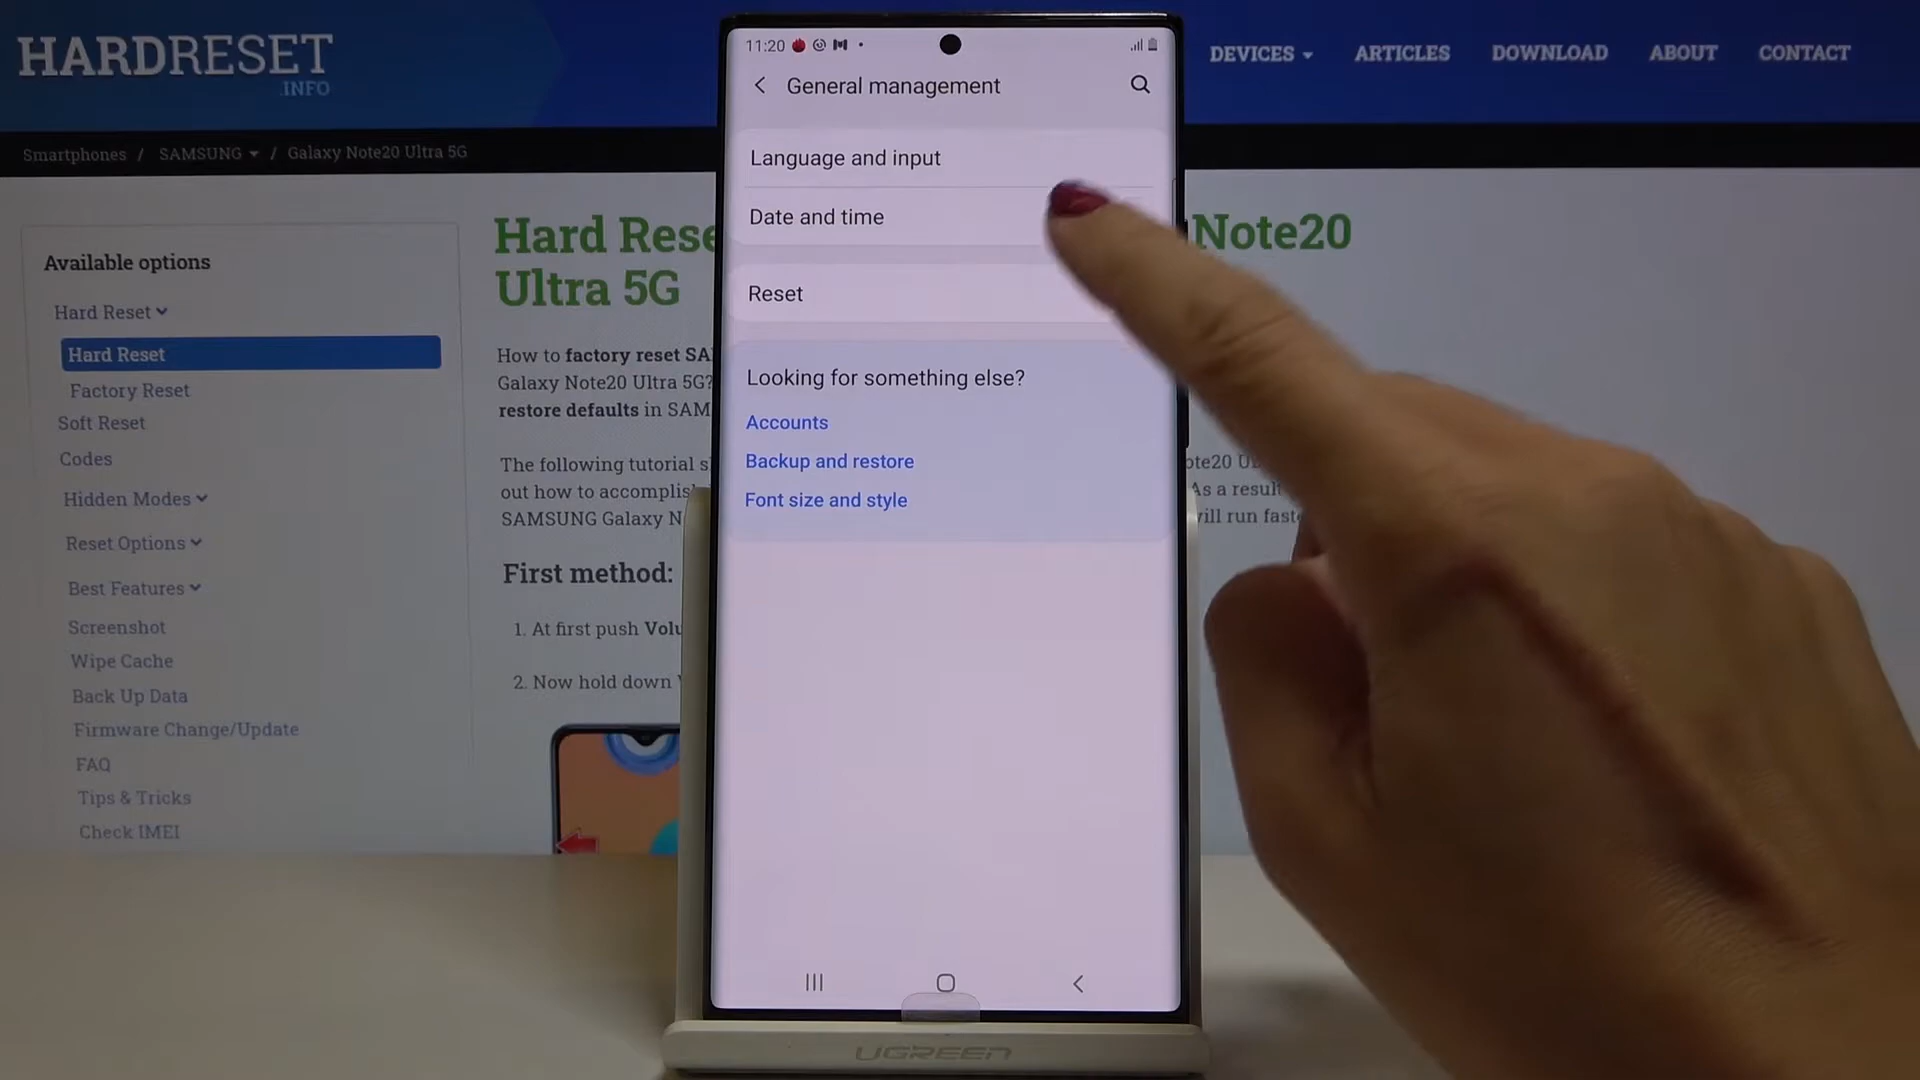 HARDRESET
.INFO
DEVICES
ARTICLES
DOWNLOAD
ABOUT
CONTACT
Smartphones / SAMSUNG / Galaxy Note20 Ultra 5G
Available options
Hard Reset
Hard Reset
Factory Reset
Soft Reset
Codes
Hidden Modes
Reset Options
Best Features
Screenshot
Wipe Cache
Back Up Data
Firmware Change/Update
FAQ
Tips & Tricks
Check IMEI
Hard Rese
Note20
Ultra 5G
How to factory reset SA
Galaxy Note20 Ultra 5G?
restore defaults in SAM
The following tutorial s
out how to accomplis
As a result
SAMSUNG Galaxy N
will run faste
First method:
1. At first push Volu
2. Now hold down
11:20
General management
Language and input
Date and time
Reset
Looking for something else?
Accounts
Backup and restore
Font size and style
UGREEN